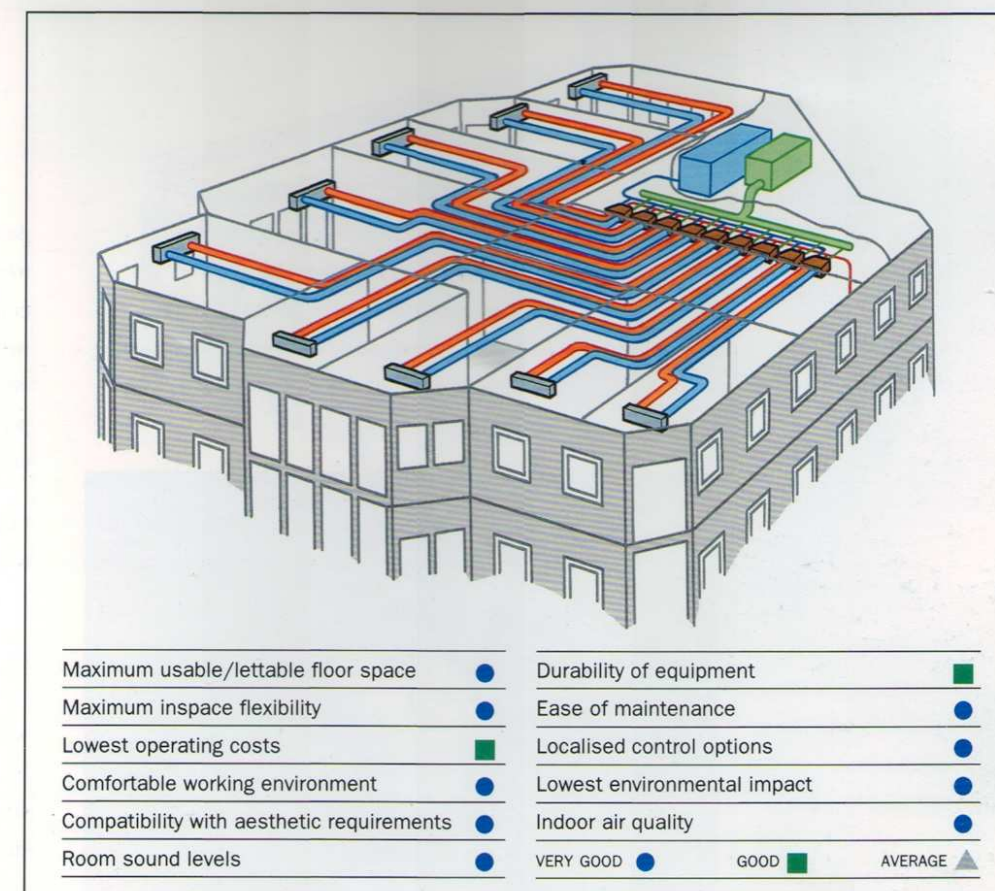 Maximum usable/lettable floor space
Maximum inspace flexibility
Lowest operating costs
Comfortable working environment
Compatibility with aesthetic requirements
Room sound levels
Durability of equipment
Ease of maintenance
Localised control options
Lowest environmental impact
Indoor air quality
VERY GOOD GOOD AVERAGE